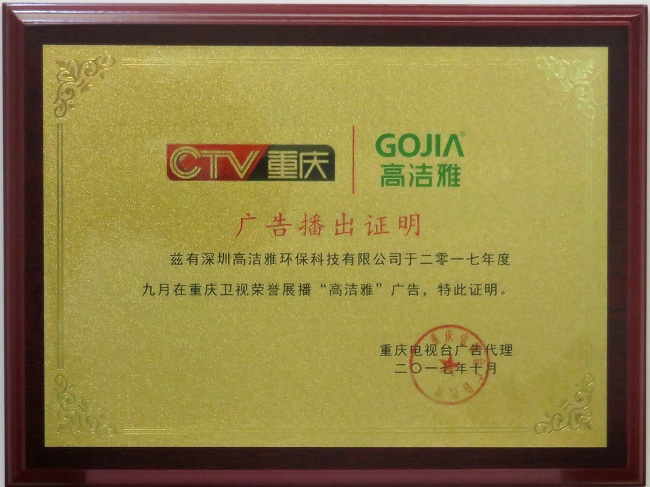 CTV 重庆
GOJIA®
高洁雅
广告播出证明
兹有深圳高洁雅环保科技有限公司于二零一七年度
九月在重庆卫视荣誉展播“高洁雅”广告，特此证明。
重庆电视台广告代理
二〇一七年十月